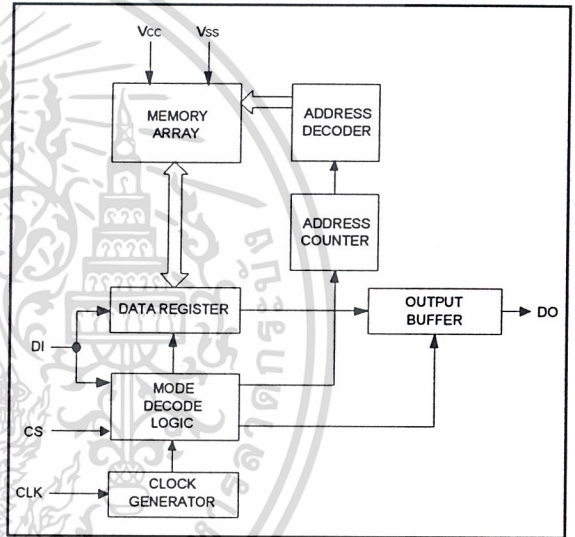 Vcc
Vss
MEMORY
ARRAY
ADDRESS
DECODER
ADDRESS
COUNTER
DATA REGISTER
OUTPUT
BUFFER
DO
DI
MODE
DECODE
LOGIC
CS
CLK
CLOCK
GENERATOR